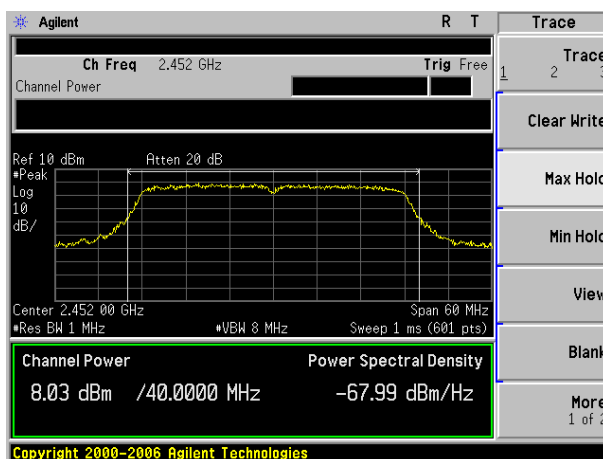 Agilent R T Trace
Ch Freq 2.452 GHz Trig Free
Channel Power
Trace
1 2 3
Clear Write
Max Hold
Min Hold
View
Blank
More
1 of 2
Ref 10 dBm Atten 20 dB
#Peak
Log
10
dB/
Center 2.452 00 GHz Span 60 MHz
#Res BW 1 MHz #VBW 8 MHz Sweep 1 ms (601 pts)
Channel Power Power Spectral Density
8.03 dBm /40.0000 MHz -67.99 dBm/Hz
Copyright 2000-2006 Agilent Technologies